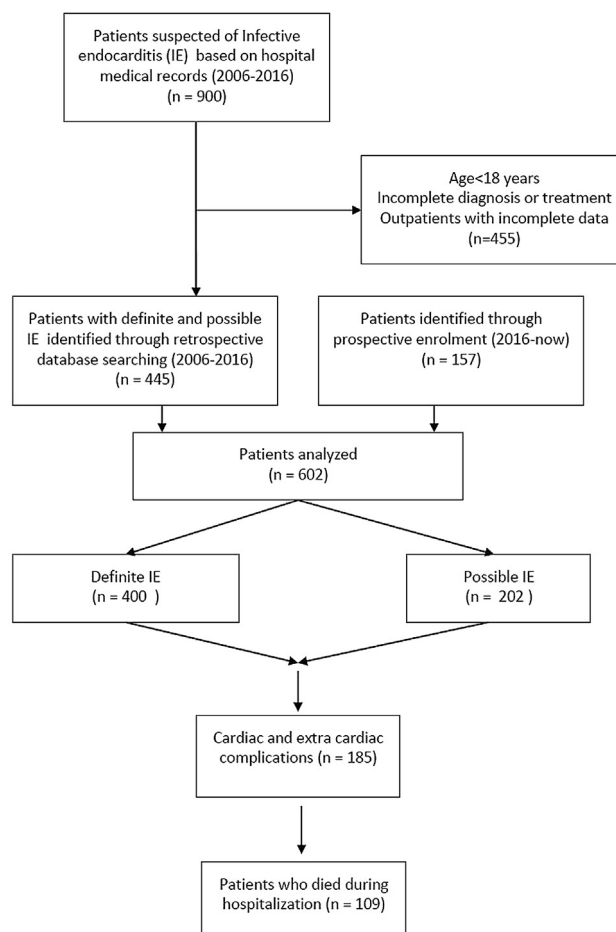 Patients suspected of Infective
endocarditis (IE) based on hospital
medical records (2006-2016)
(n = 900)
Age<18 years
Incomplete diagnosis or treatment
Outpatients with incomplete data
(n=455)
Patients with definite and possible
IE identified through retrospective
database searching (2006-2016)
(n = 445)
Patients identified through
prospective enrolment (2016-now)
n = 157)
Patients analyzed
(n = 602)
Definite IE
(n = 400 )
Possible IE
(n = 202 )
Cardiac and extra cardiac
complications (n = 185)
Patients who died during
hospitalization (n = 109)